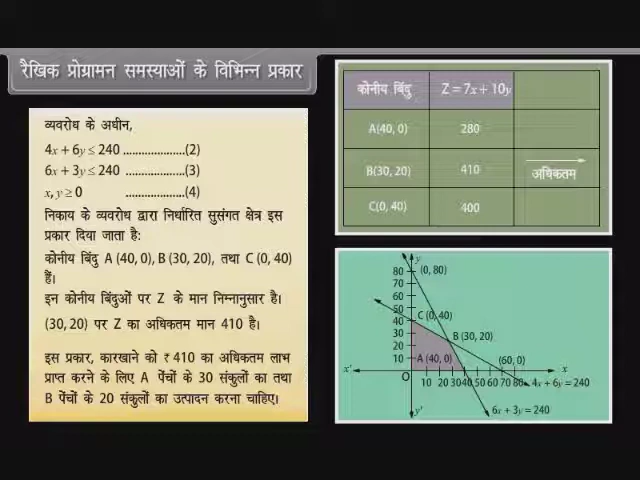 रैखिक प्रोग्रामन समस्याओं के विभिन्न प्रकार
व्यवरोध के अधीन,
4x + 6y ≤ 240 ...................(2)
6x + 3y ≤ 240 ..................(3)
x, y ≥ 0 ..................(4)
निकाय के व्यवरोध द्वारा निर्धारित सुसंगत क्षेत्र इस
प्रकार दिया जाता है:
कोनीय बिंदु A (40, 0), B (30, 20), तथा C (0, 40)
हैं।
इन कोनीय बिंदुओं पर Z के मान निम्नानुसार है।
(30, 20) पर Z का अधिकतम मान 410 है।
इस प्रकार, कारखाने को ₹ 410 का अधिकतम लाभ
प्राप्त करने के लिए A पेंचों के 30 संकुलों का तथा
B पेंचों के 20 संकुलों का उत्पादन करना चाहिए।
कोनीय बिंदु Z = 7x + 10y
A(40, 0) 280
B(30, 20) 410 अधिकतम
C(0, 40) 400
y
80 (0, 80)
70
60
50
40 C (0, 40)
30 B (30, 20)
20
10 A (40, 0) (60, 0)
x' x
O 10 20 30 40 50 60 70 80 4x + 6y = 240
y' 6x + 3y = 240